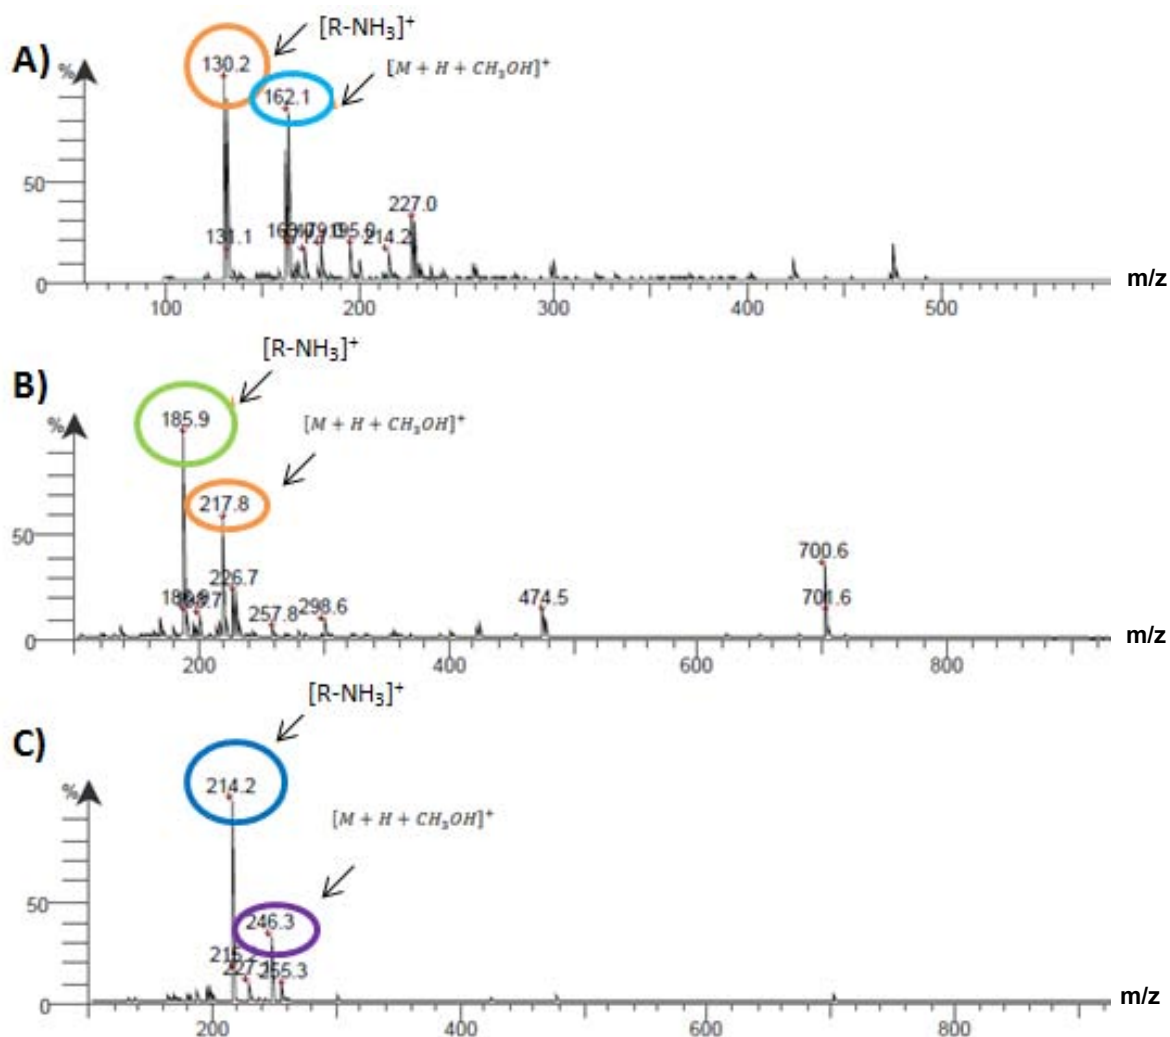 [R-NH₃]⁺
A)
130.2
[M + H + CH₃OH]⁺
%
162.1
50
227.0
131.1
195.0
214.2
0
100 200 300 400 500
m/z
[R-NH₃]⁺
B)
185.9
[M + H + CH₃OH]⁺
%
217.8
50
700.6
226.7
474.5
701.6
257.8
298.6
0
200 400 600 800
m/z
[R-NH₃]⁺
C)
214.2
%
[M + H + CH₃OH]⁺
50
246.3
255.3
0
200 400 600 800
m/z